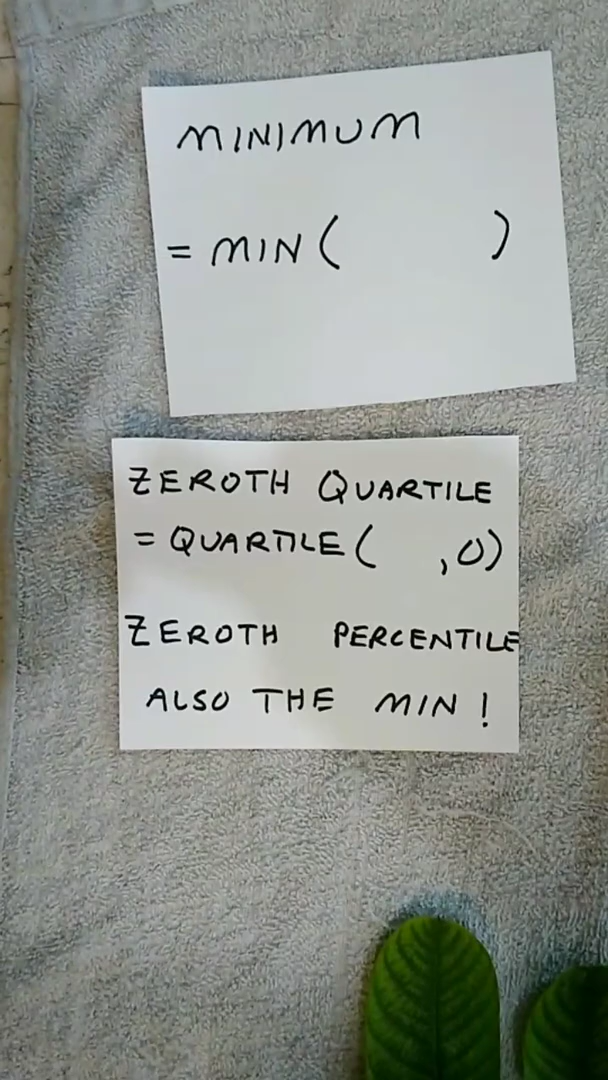 MINIMUM
= MIN(        )
ZEROTH QUARTILE
= QUARTILE(    ,0)
ZEROTH PERCENTILE
ALSO THE MIN!